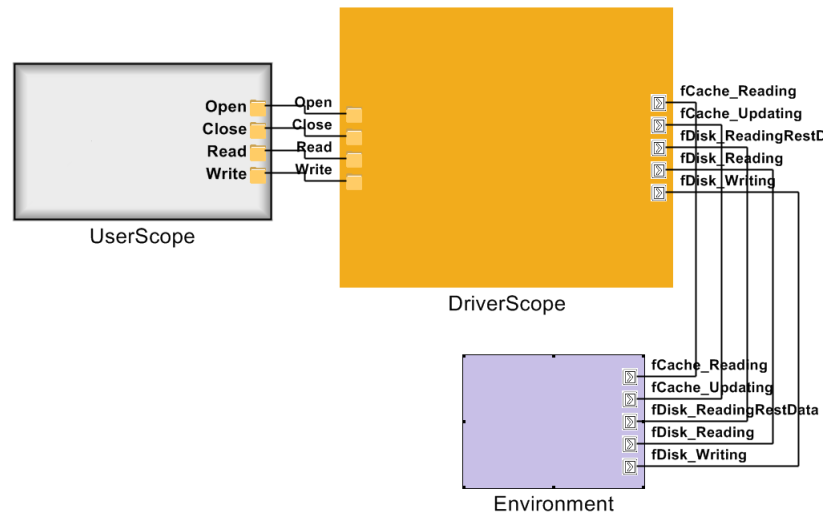 Open
Close
Read
Write
UserScope
Open
Close
Read
Write
fCache_Reading
fCache_Updating
fDisk_ReadingRestD
fDisk_Reading
fDisk_Writing
DriverScope
fCache_Reading
fCache_Updating
fDisk_ReadingRestData
fDisk_Reading
fDisk_Writing
Environment